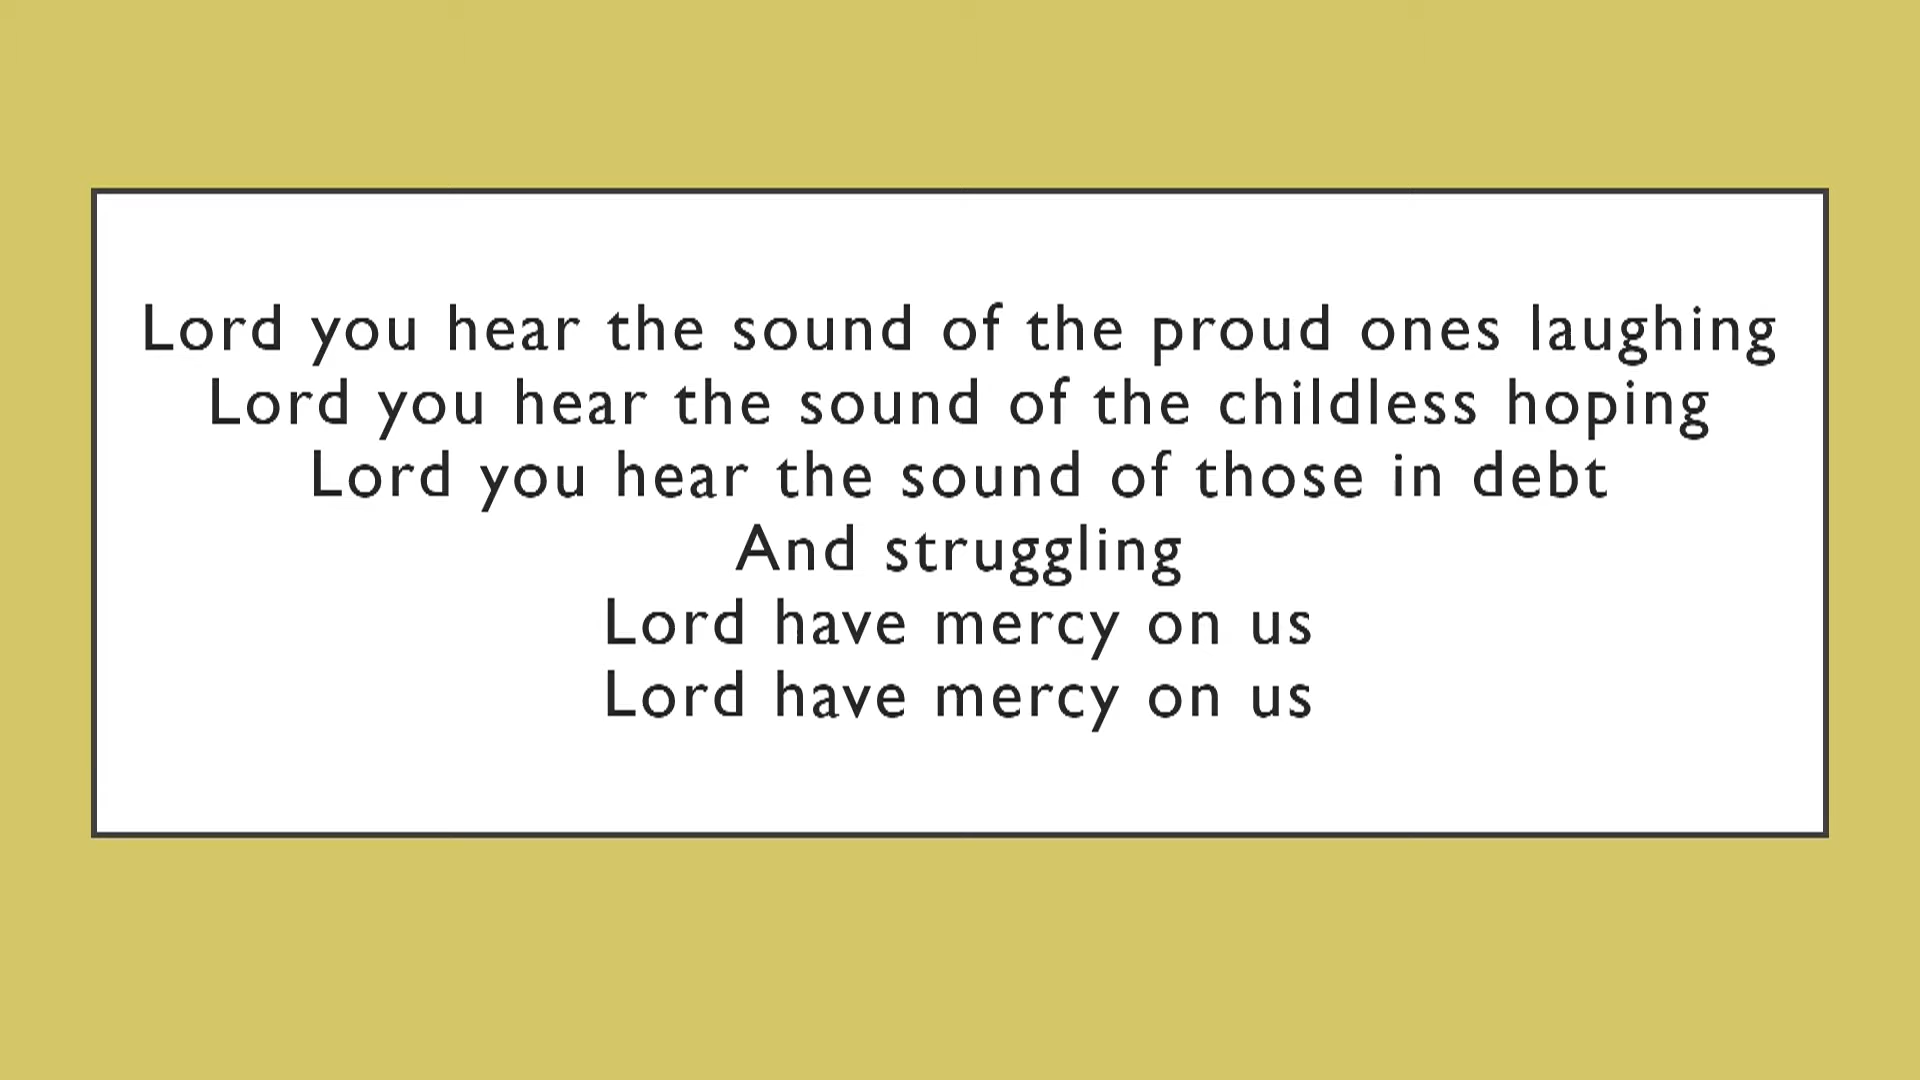 Lord you hear the sound of the proud ones laughing
Lord you hear the sound of the childless hoping
Lord you hear the sound of those in debt
And struggling
Lord have mercy on us
Lord have mercy on us